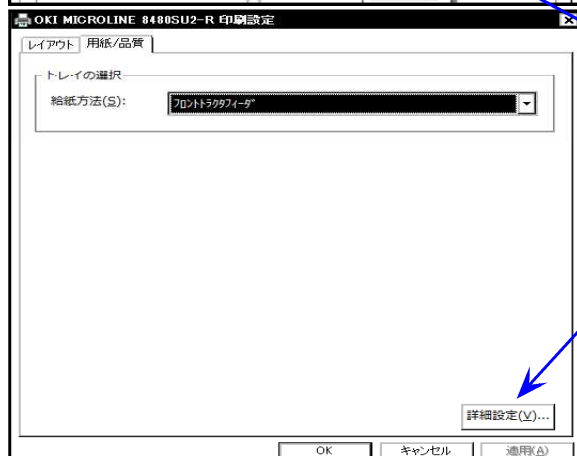 OKI MICROLINE 8480SU2-R 印刷設定
レイアウト 用紙/品質
トレイの選択
給紙方法(S): ﾌﾛﾝﾄﾄﾗｸﾀﾌｨｰﾀﾞ
詳細設定(V)...
OK キャンセル 適用(A)